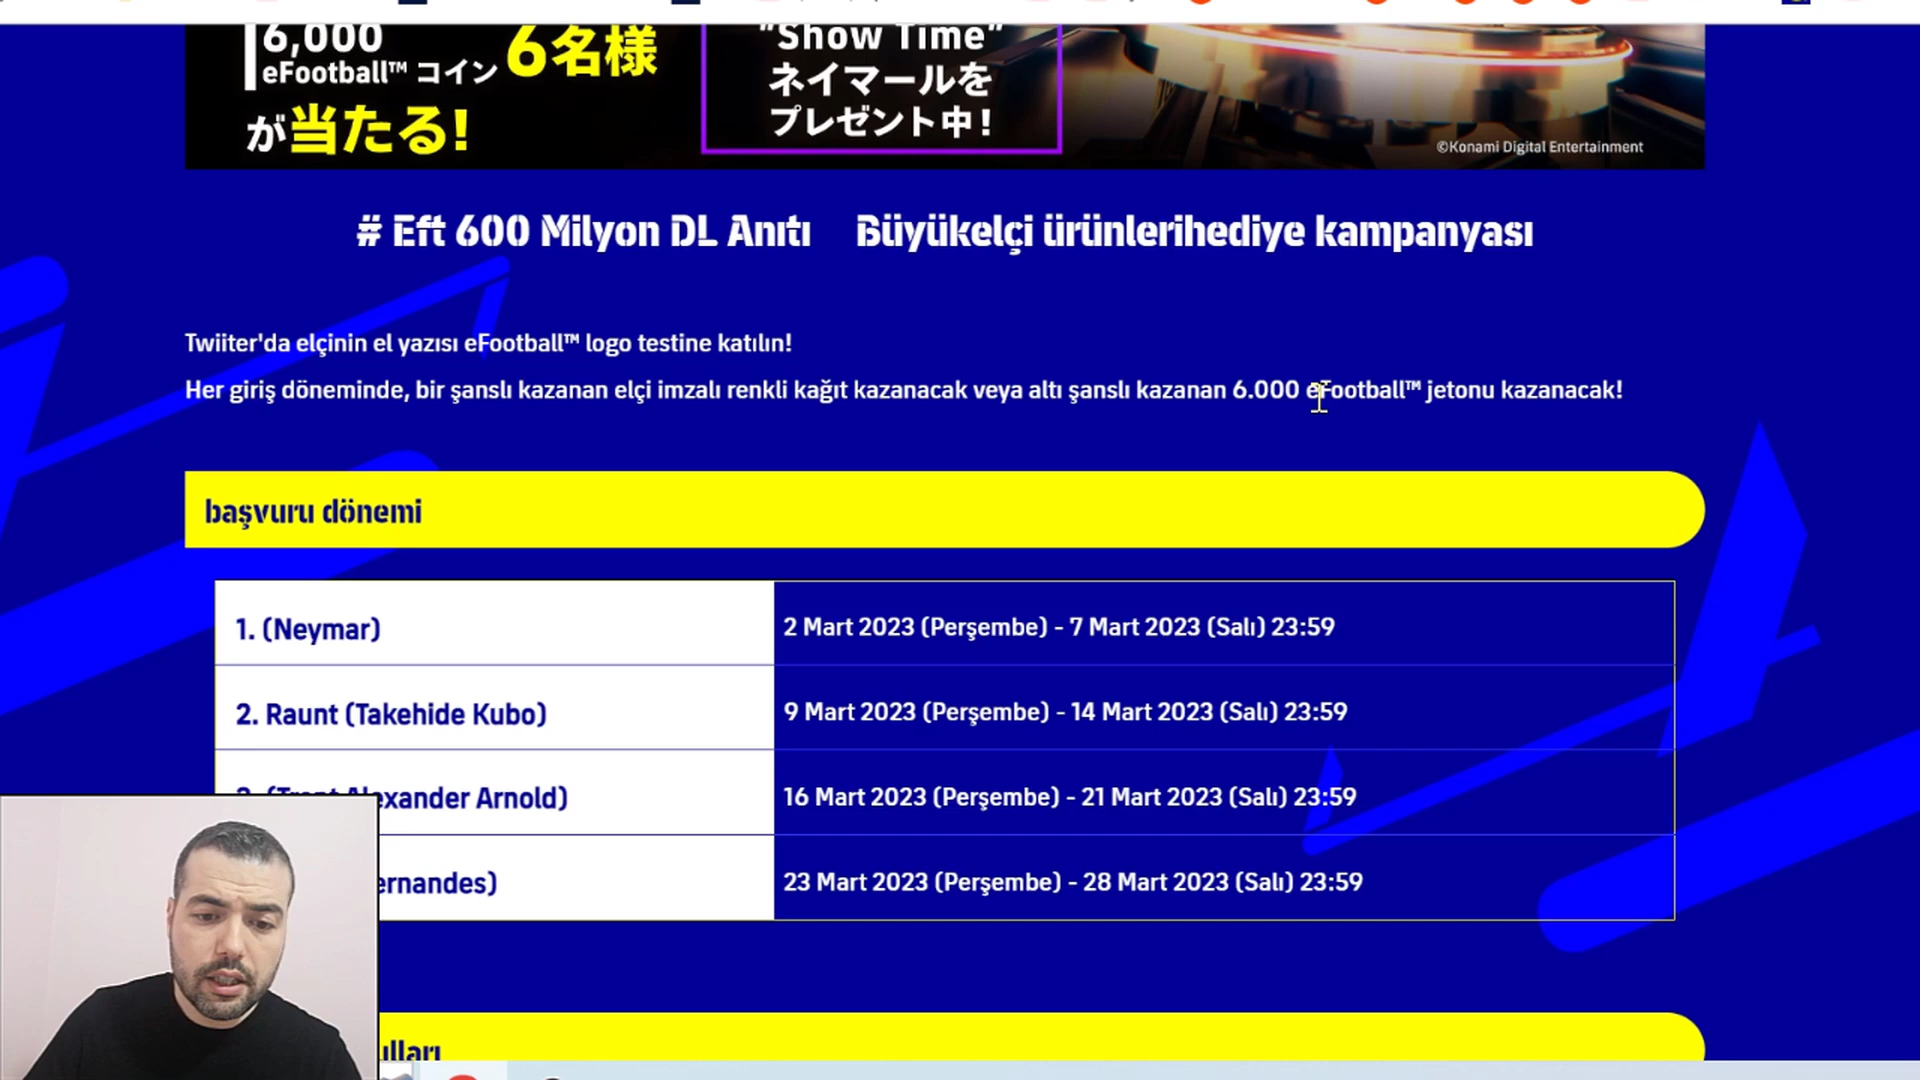 6,000
eFootball™ コイン 6名様
が当たる!
"Show Time"
ネイマールを
プレゼント中!
©Konami Digital Entertainment
# Eft 600 Milyon DL Anıtı Büyükelçi ürünlerihediye kampanyası
Twiiter'da elçinin el yazısı eFootball™ logo testine katılın!
Her giriş döneminde, bir şanslı kazanan elçi imzalı renkli kağıt kazanacak veya altı şanslı kazanan 6.000 eFootball™ jetonu kazanacak!
başvuru dönemi
1. (Neymar)
2 Mart 2023 (Perşembe) - 7 Mart 2023 (Salı) 23:59
2. Raunt (Takehide Kubo)
9 Mart 2023 (Perşembe) - 14 Mart 2023 (Salı) 23:59
3. (Trent Alexander Arnold)
16 Mart 2023 (Perşembe) - 21 Mart 2023 (Salı) 23:59
ernandes)
23 Mart 2023 (Perşembe) - 28 Mart 2023 (Salı) 23:59